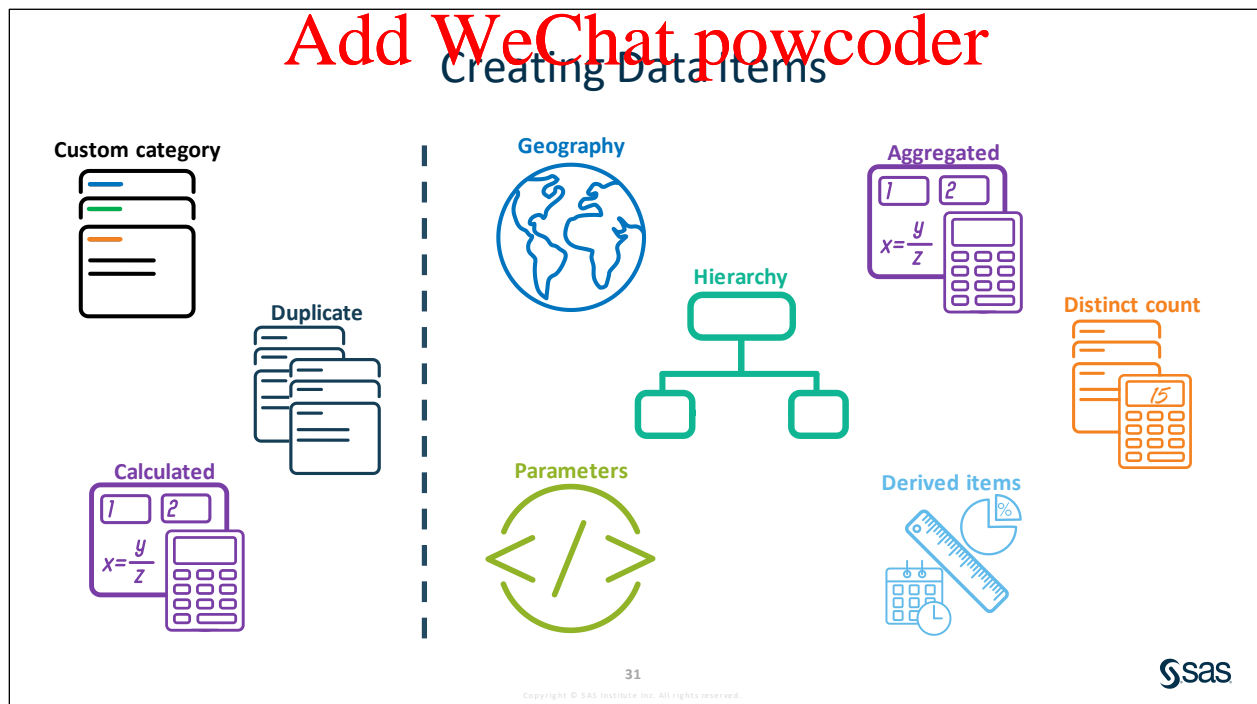 Add WeChat powcoder
Creating Data Items
Custom category
Geography
Aggregated
1 2
x= y
z
Hierarchy
Duplicate
Distinct count
15
Calculated
1 2
x= y
z
Parameters
< / >
Derived items
%
31
Copyright © SAS Institute Inc. All rights reserved.
sas